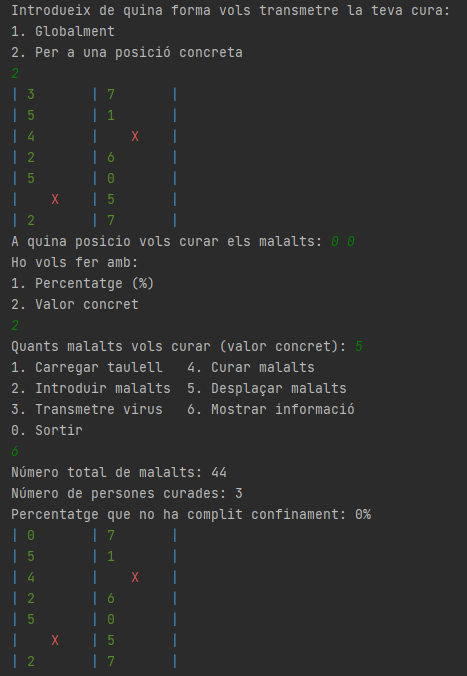 Introdueix de quina forma vols transmetre la teva cura:
1. Globalment
2. Per a una posició concreta
2
| 3 | 7 |
| 5 | 1 |
| 4 | X |
| 2 | 6 |
| 5 | 0 |
| X | 5 |
| 2 | 7 |
A quina posicio vols curar els malalts: 0 0
Ho vols fer amb:
1. Percentatge (%)
2. Valor concret
2
Quants malalts vols curar (valor concret): 5
1. Carregar taulell 4. Curar malalts
2. Introduir malalts 5. Desplaçar malalts
3. Transmetre virus 6. Mostrar informació
0. Sortir
6
Número total de malalts: 44
Número de persones curades: 3
Percentatge que no ha complit confinament: 0%
| 0 | 7 |
| 5 | 1 |
| 4 | X |
| 2 | 6 |
| 5 | 0 |
| X | 5 |
| 2 | 7 |